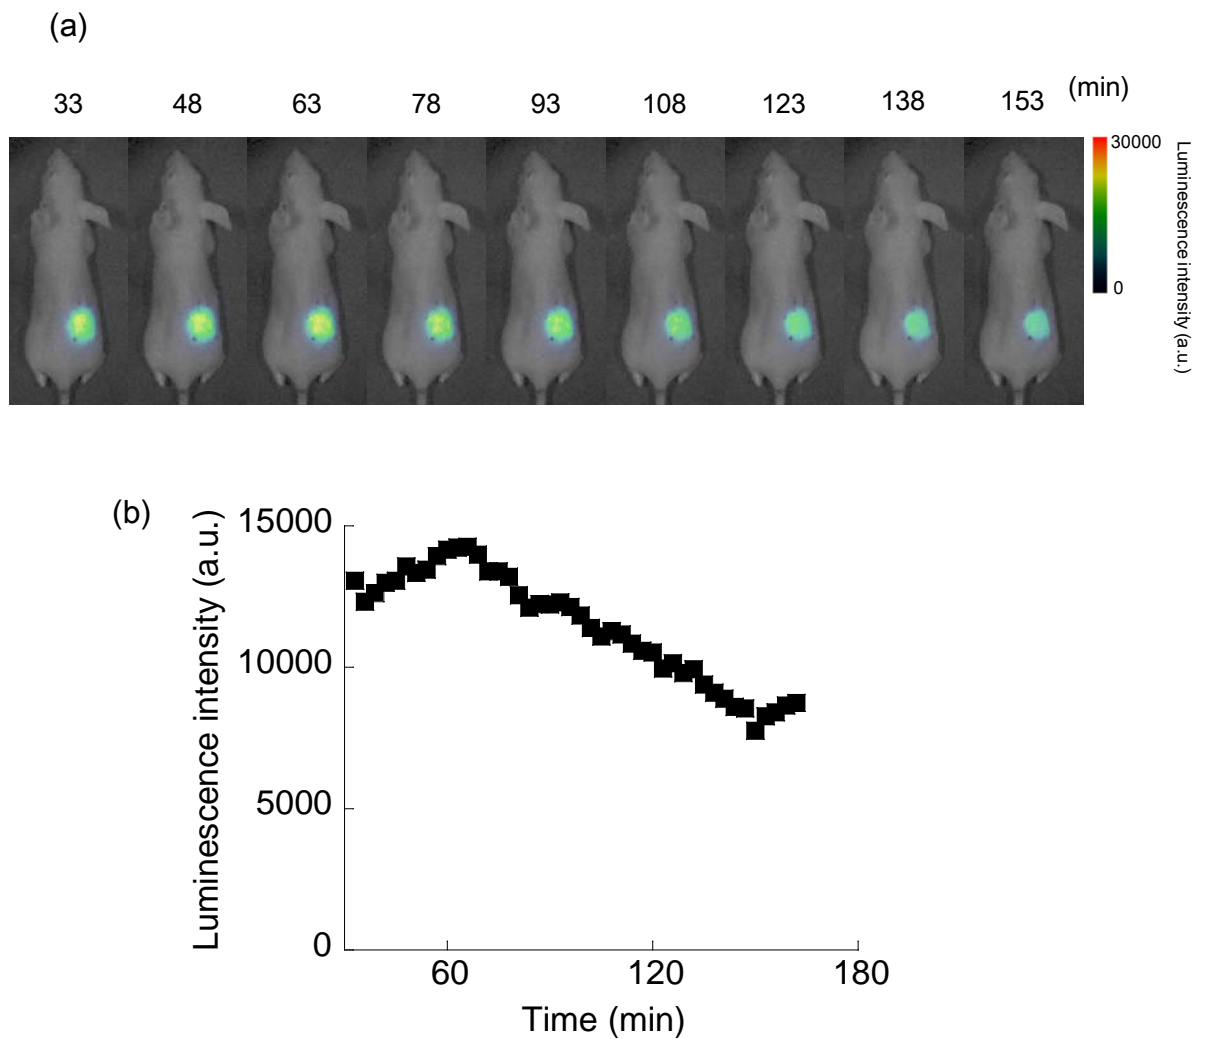 (a)
33 48 63 78 93 108 123 138 153 (min)
30000
0
Luminescence intensity (a.u.)
(b)
Luminescence intensity (a.u.)
15000
10000
5000
0
60 120 180
Time (min)